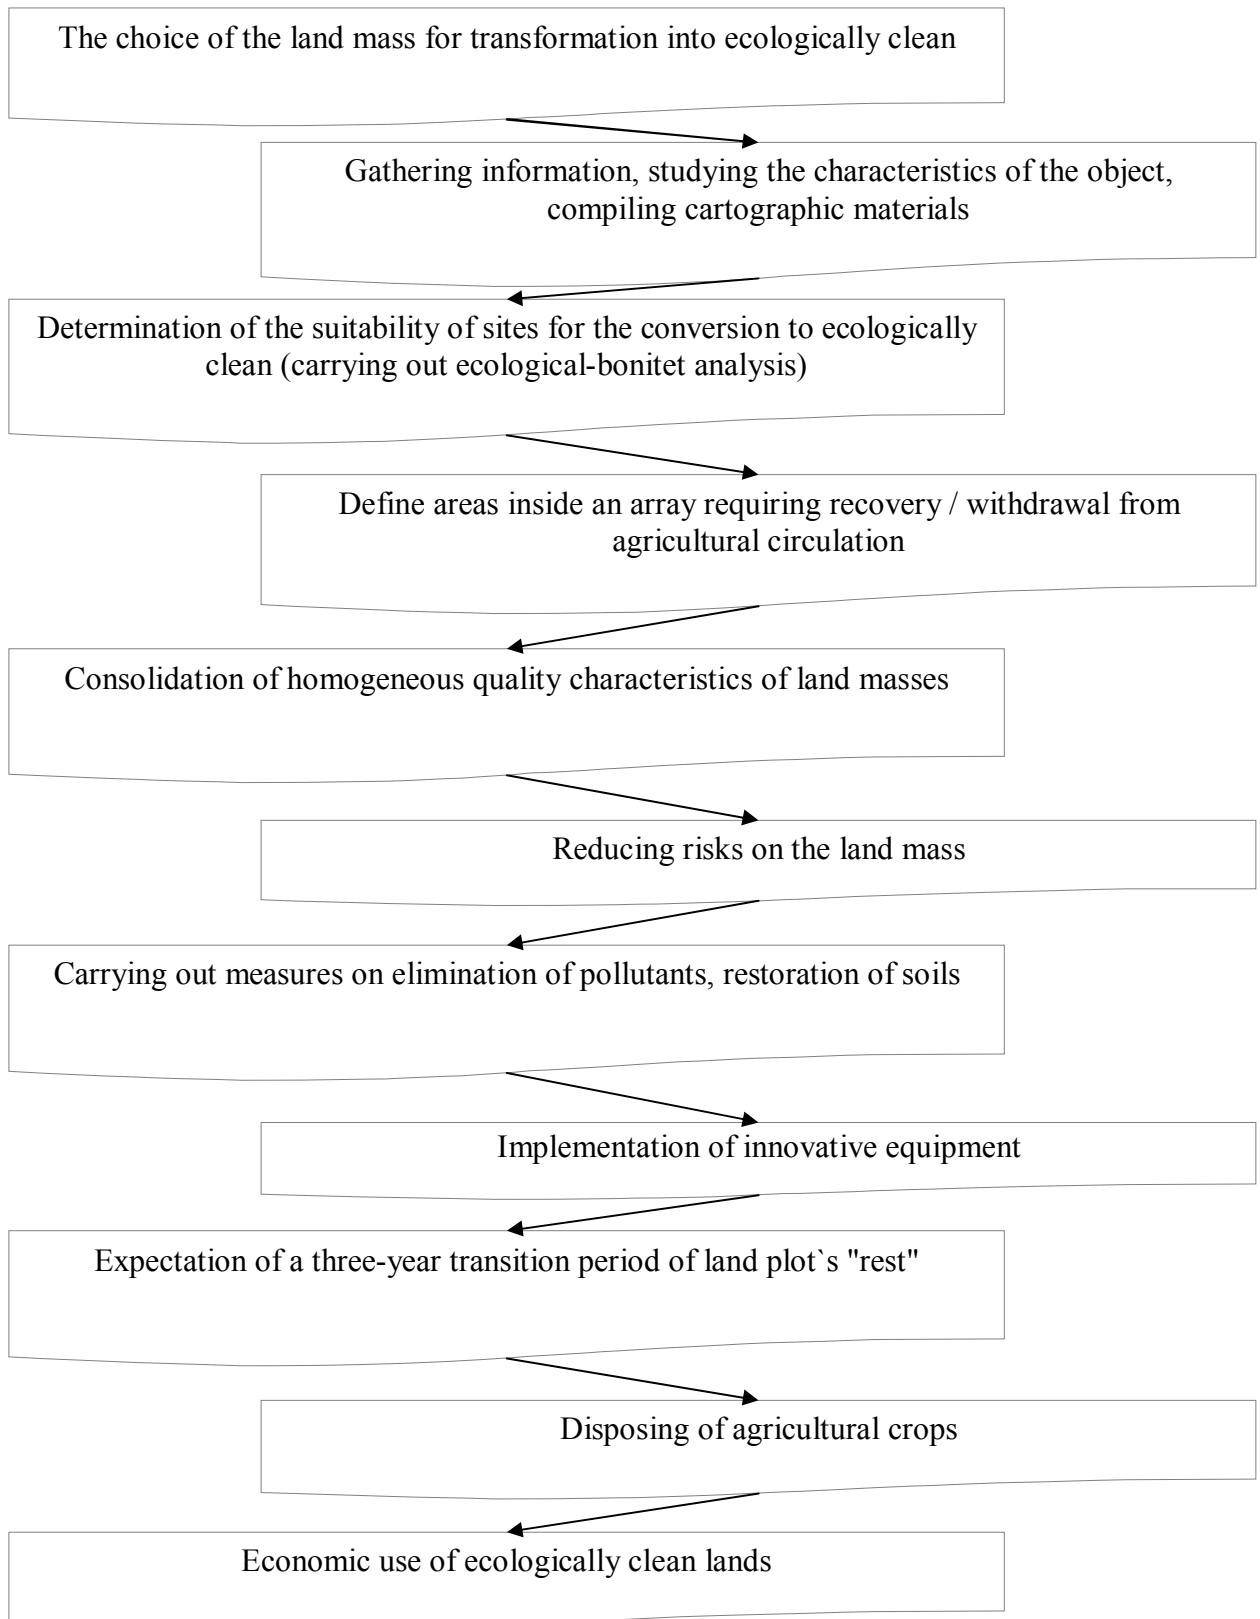 The choice of the land mass for transformation into ecologically clean
Gathering information, studying the characteristics of the object,
compiling cartographic materials
Determination of the suitability of sites for the conversion to ecologically
clean (carrying out ecological-bonitet analysis)
Define areas inside an array requiring recovery / withdrawal from
agricultural circulation
Consolidation of homogeneous quality characteristics of land masses
Reducing risks on the land mass
Carrying out measures on elimination of pollutants, restoration of soils
Implementation of innovative equipment
Expectation of a three-year transition period of land plot`s "rest"
Disposing of agricultural crops
Economic use of ecologically clean lands